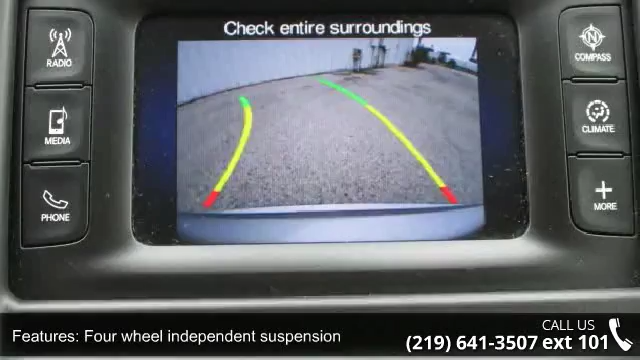 Check entire surroundings
RADIO
COMPASS
MEDIA
CLIMATE
PHONE
MORE
Features: Four wheel independent suspension
CALL US
(219) 641-3507 ext 101